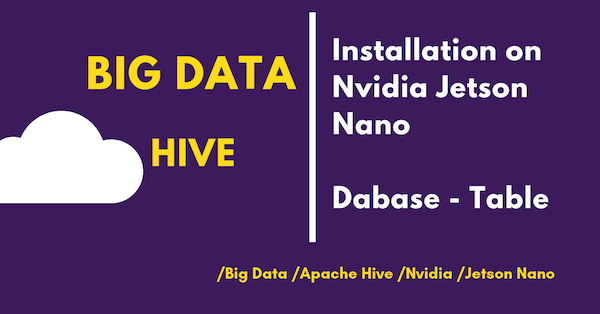 BIG DATA
HIVE
Installation on
Nvidia Jetson
Nano
Dabase - Table
/Big Data /Apache Hive /Nvidia /Jetson Nano